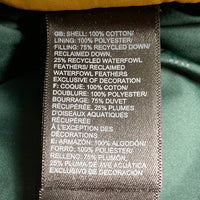 GB: SHELL: 100% COTTON/
LINING: 100% POLYESTER/
FILLING: 75% RECYCLED DOWN/
RECLAIMED DOWN,
25% RECYCLED WATERFOWL
FEATHERS/RECLAIMED
WATERFOWL FEATHERS
EXCLUSIVE OF DECORATION
F: COQUE: 100% COTON/
DOUBLURE: 100% POLYESTER/
BOURRAGE: 75% DUVET
RECYCLÉ, 25% PLUMES
D'OISEAUX AQUATIQUES
RÉCUPÉRÉES
À L'EXCEPTION DES
DÉCORATIONS
E: ARMAZÓN: 100% ALGODÓN/
FORRO: 100% POLIÉSTER/
RELLENO: 75% PLUMÓN,
25% PLUMA DE AVE ACUÁTICA
EXCLUSIVO DE DECORACIÓN